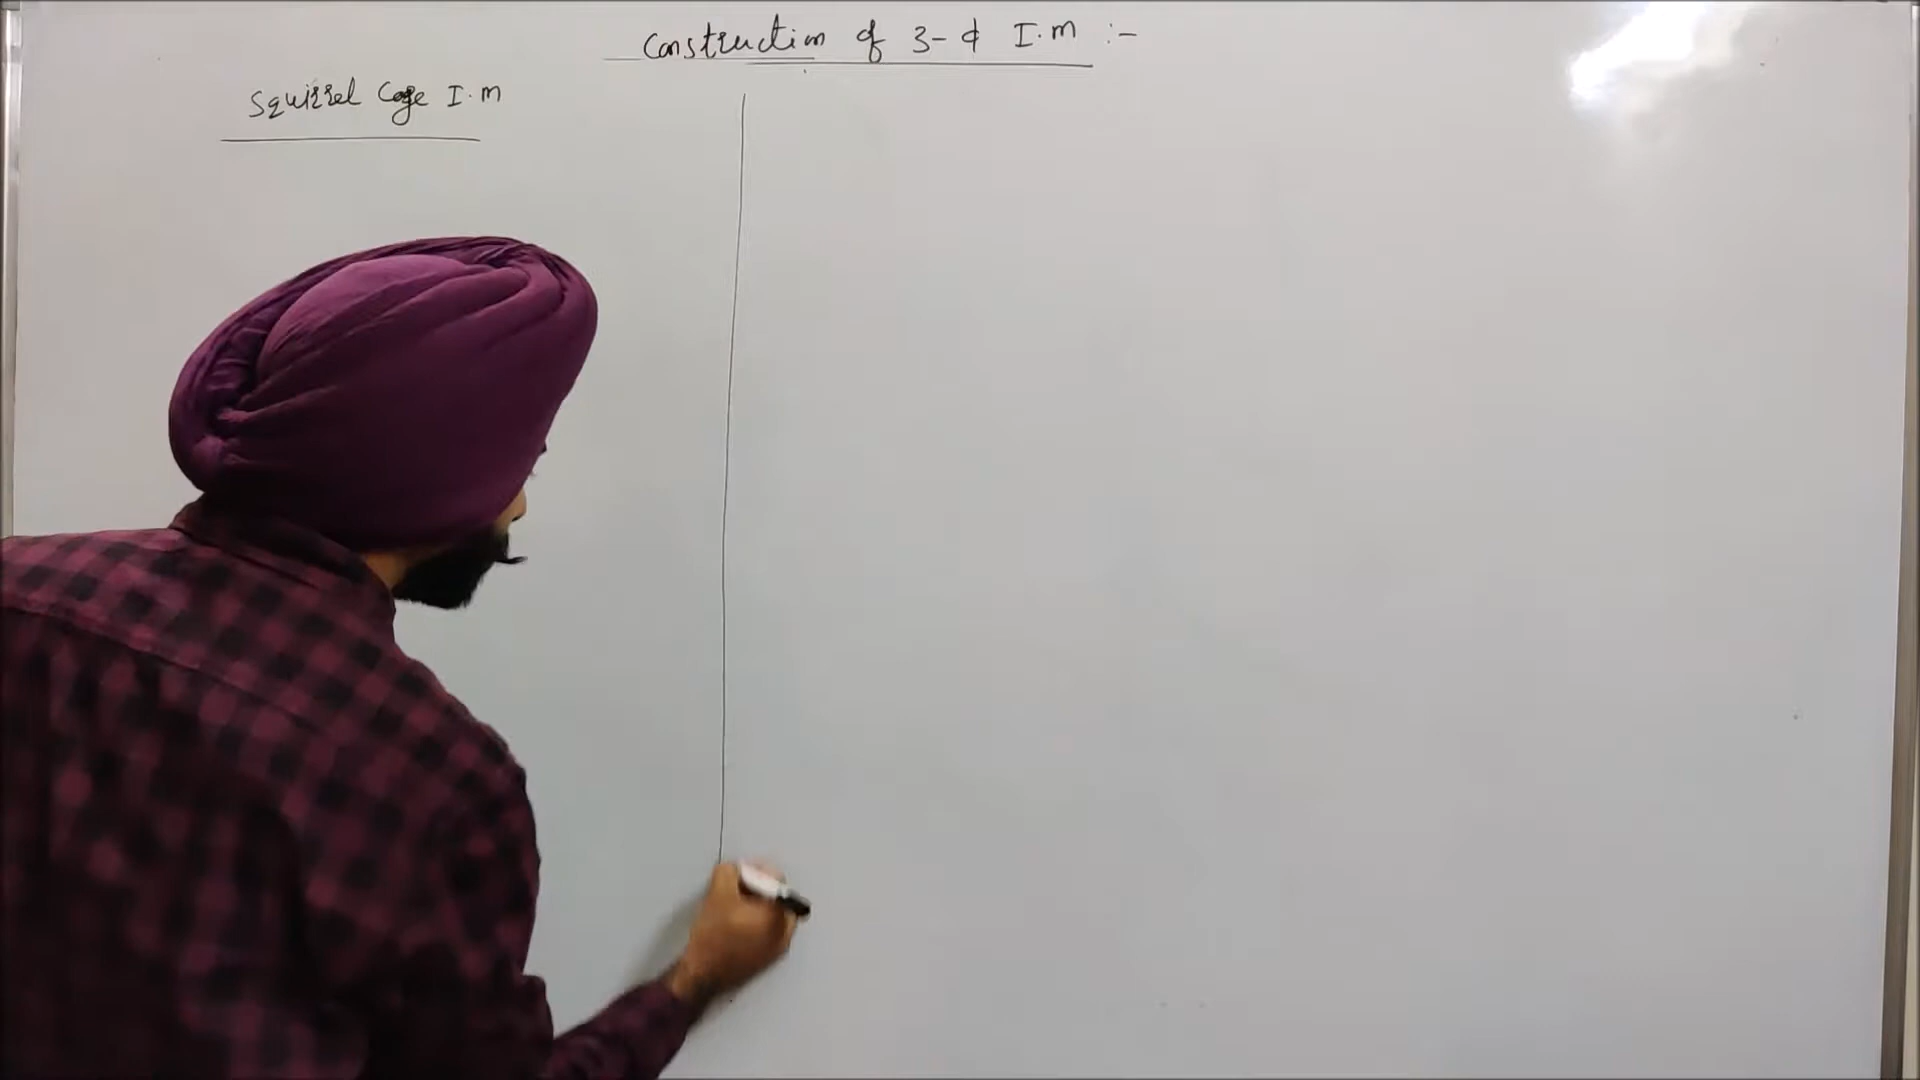 Construction of 3-ϕ I.m :-
Squirrel Cage I.m